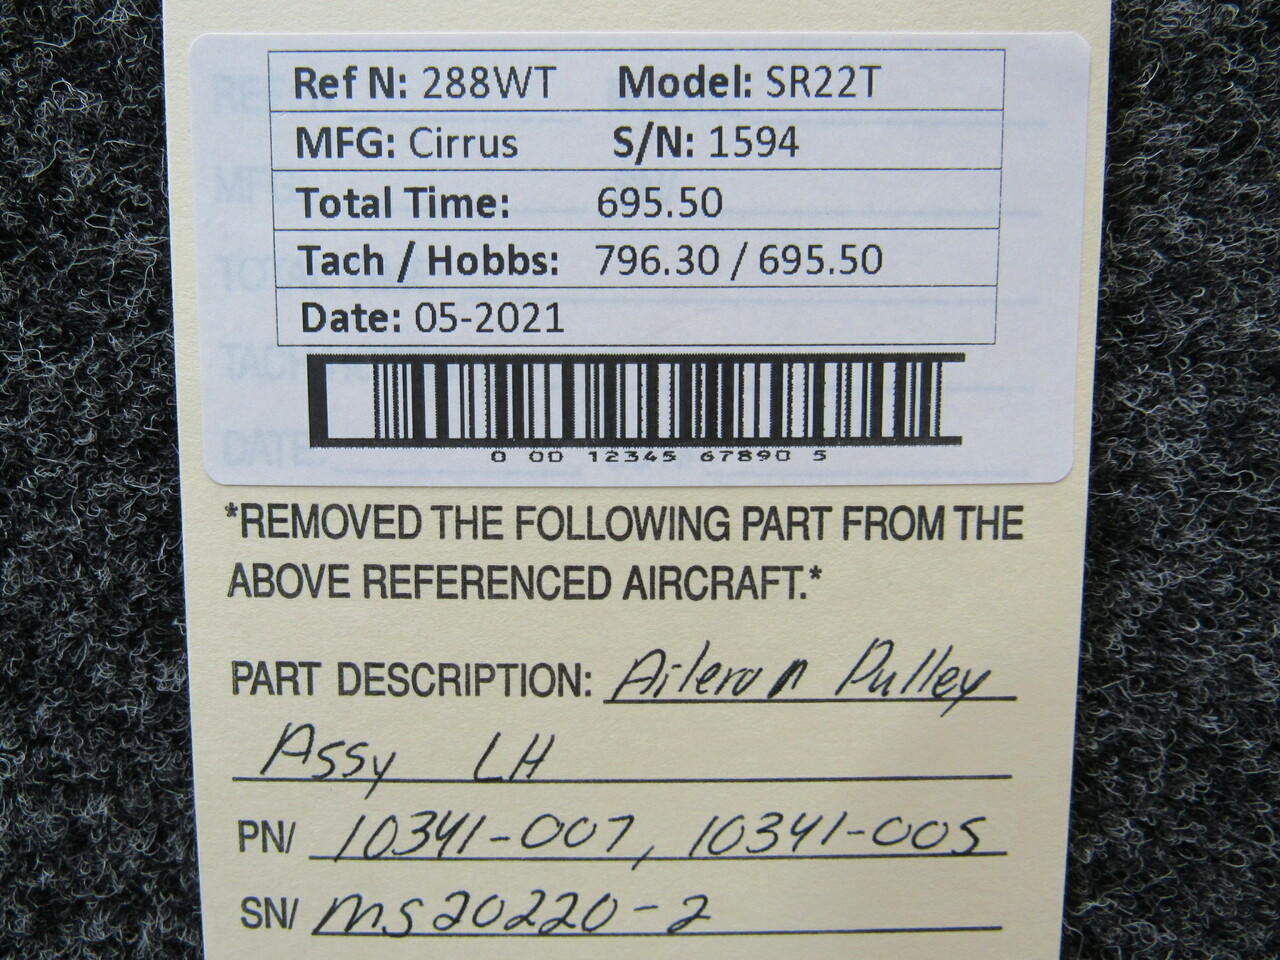 Ref N: 288WT Model: SR22T
MFG: Cirrus S/N: 1594
Total Time: 695.50
Tach / Hobbs: 796.30 / 695.50
Date: 05-2021
0 00 12345 67890 5
*REMOVED THE FOLLOWING PART FROM THE
ABOVE REFERENCED AIRCRAFT.*
PART DESCRIPTION: Aileron Pulley
Assy LH
PN/ 10341-007, 10341-005
SN/ MS20220-2